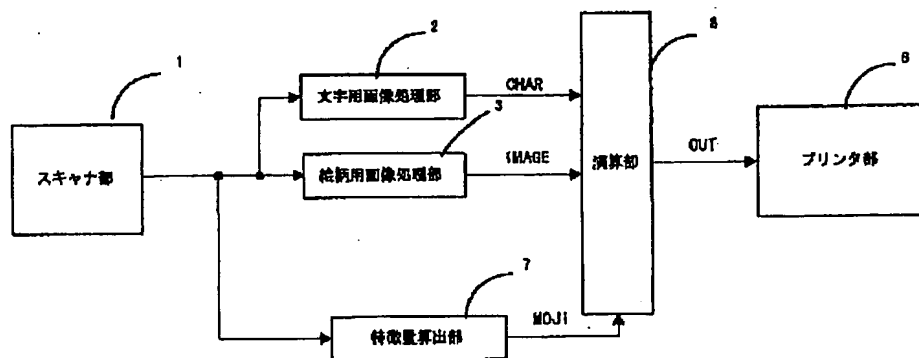 1
2
3
8
6
7
スキャナ部
文字用画像処理部
CHAR
絵柄用画像処理部
IMAGE
演算部
OUT
プリンタ部
特徴量算出部
MOJI